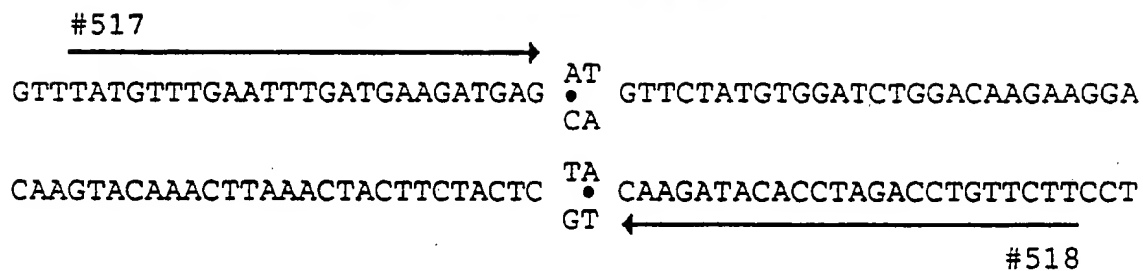 #517
AT
GTTTATGTTTGAATTTGATGAAGATGAG • GTTCTATGTGGATCTGGACAAGAAGGA
CA
TA
CAAGTACAAACTTAAACTACTTCTACTC • CAAGATACACCTAGACCTGTTCTTCCT
GT
#518